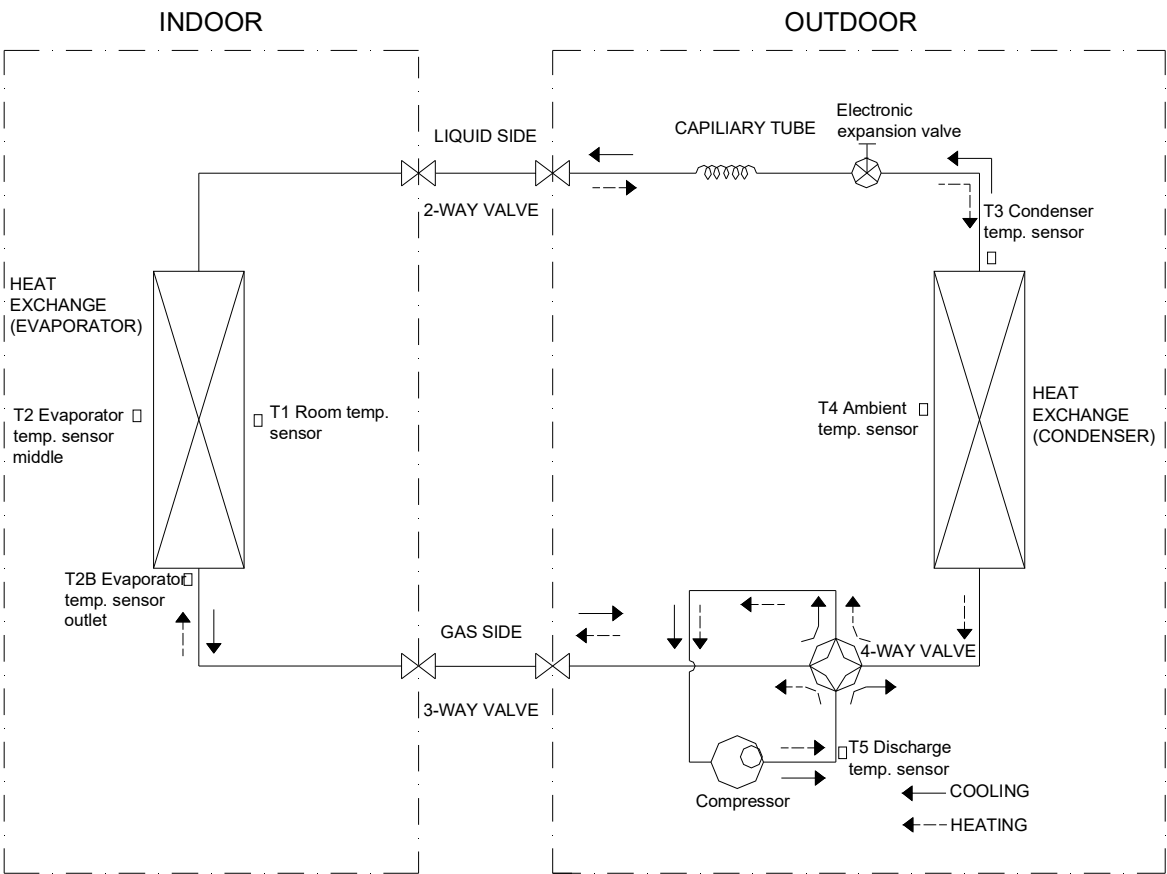 INDOOR
OUTDOOR
LIQUID SIDE
2-WAY VALVE
CAPILIARY TUBE
Electronic
expansion valve
T3 Condenser
temp. sensor
HEAT
EXCHANGE
(EVAPORATOR)
T2 Evaporator
temp. sensor
middle
T1 Room temp.
sensor
T4 Ambient
temp. sensor
HEAT
EXCHANGE
(CONDENSER)
T2B Evaporator
temp. sensor
outlet
GAS SIDE
3-WAY VALVE
4-WAY VALVE
T5 Discharge
temp. sensor
Compressor
COOLING
HEATING